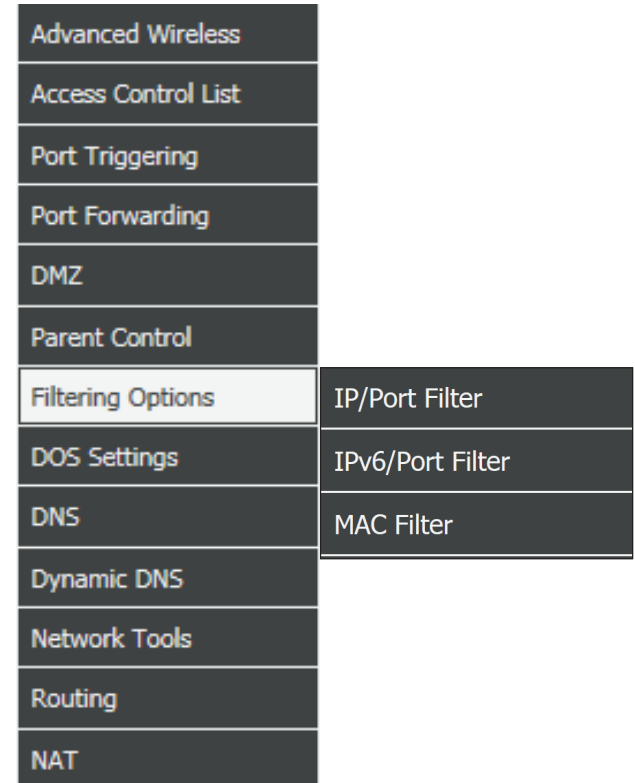 Advanced Wireless
Access Control List
Port Triggering
Port Forwarding
DMZ
Parent Control
Filtering Options
IP/Port Filter
DOS Settings
IPv6/Port Filter
DNS
MAC Filter
Dynamic DNS
Network Tools
Routing
NAT